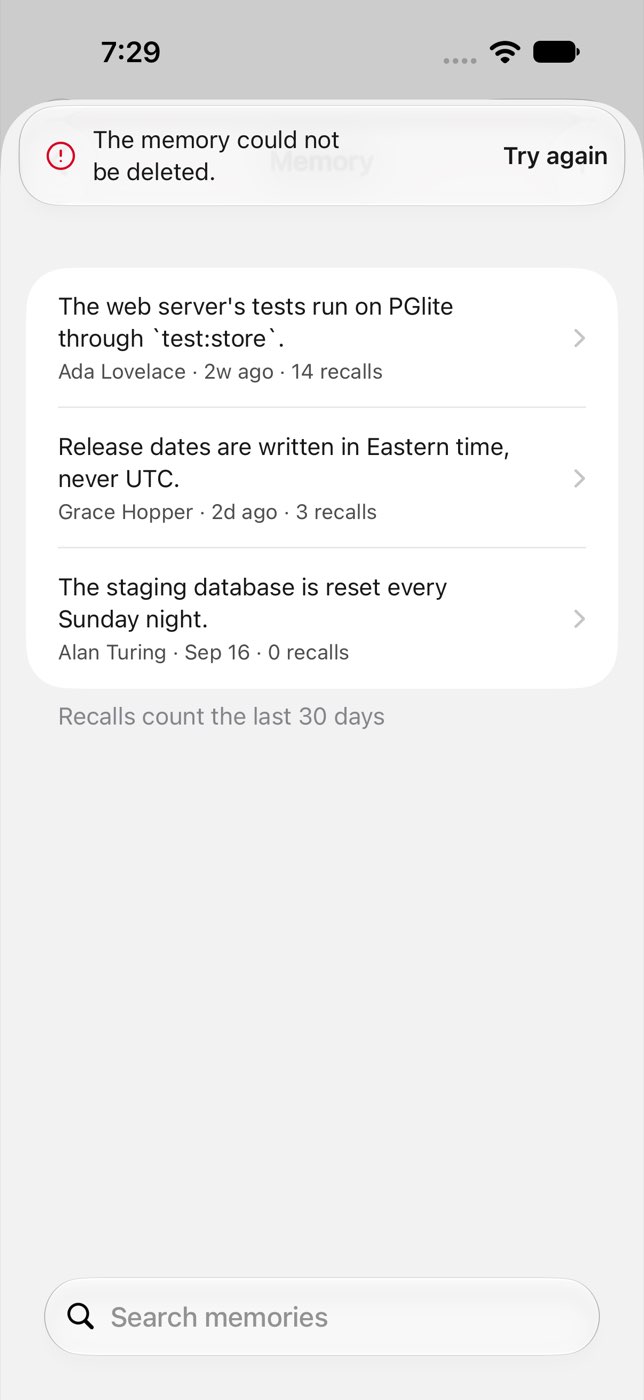 7:29
The memory could not
be deleted.
Try again
Memory
The web server's tests run on PGlite
through `test:store`.
Ada Lovelace · 2w ago · 14 recalls
Release dates are written in Eastern time,
never UTC.
Grace Hopper · 2d ago · 3 recalls
The staging database is reset every
Sunday night.
Alan Turing · Sep 16 · 0 recalls
Recalls count the last 30 days
Search memories